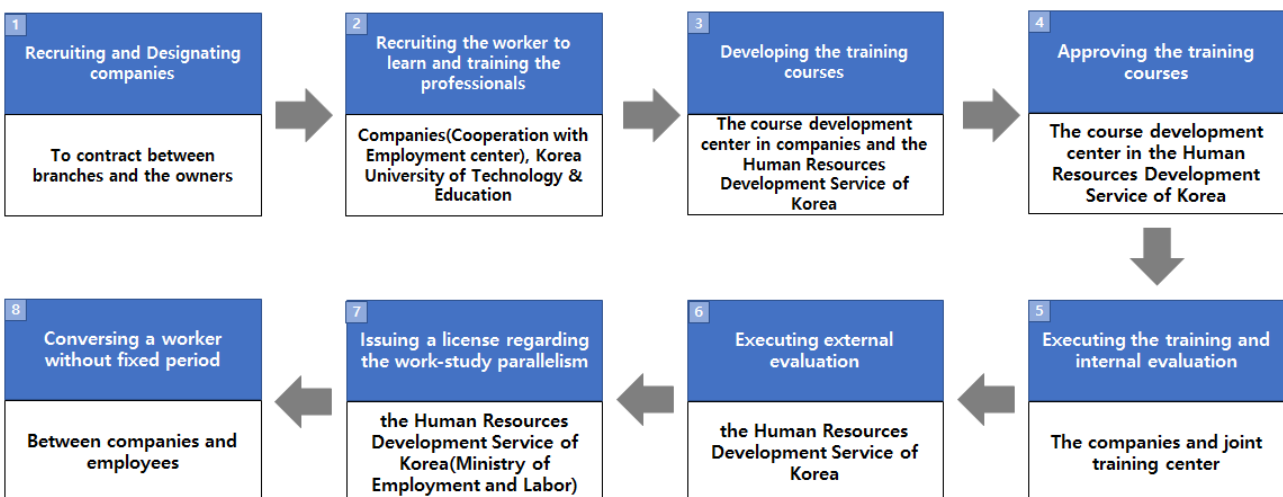 1
Recruiting and Designating
companies
To contract between
branches and the owners
2
Recruiting the worker to
learn and training the
professionals
Companies(Cooperation with
Employment center), Korea
University of Technology &
Education
3
Developing the training
courses
The course development
center in companies and the
Human Resources
Development Service of
Korea
4
Approving the training
courses
The course development
center in the Human
Resources Development
Service of Korea
8
Conversing a worker
without fixed period
Between companies and
employees
7
Issuing a license regarding
the work-study parallelism
the Human Resources
Development Service of
Korea(Ministry of
Employment and Labor)
6
Executing external
evaluation
the Human Resources
Development Service of
Korea
5
Executing the training and
internal evaluation
The companies and joint
training center